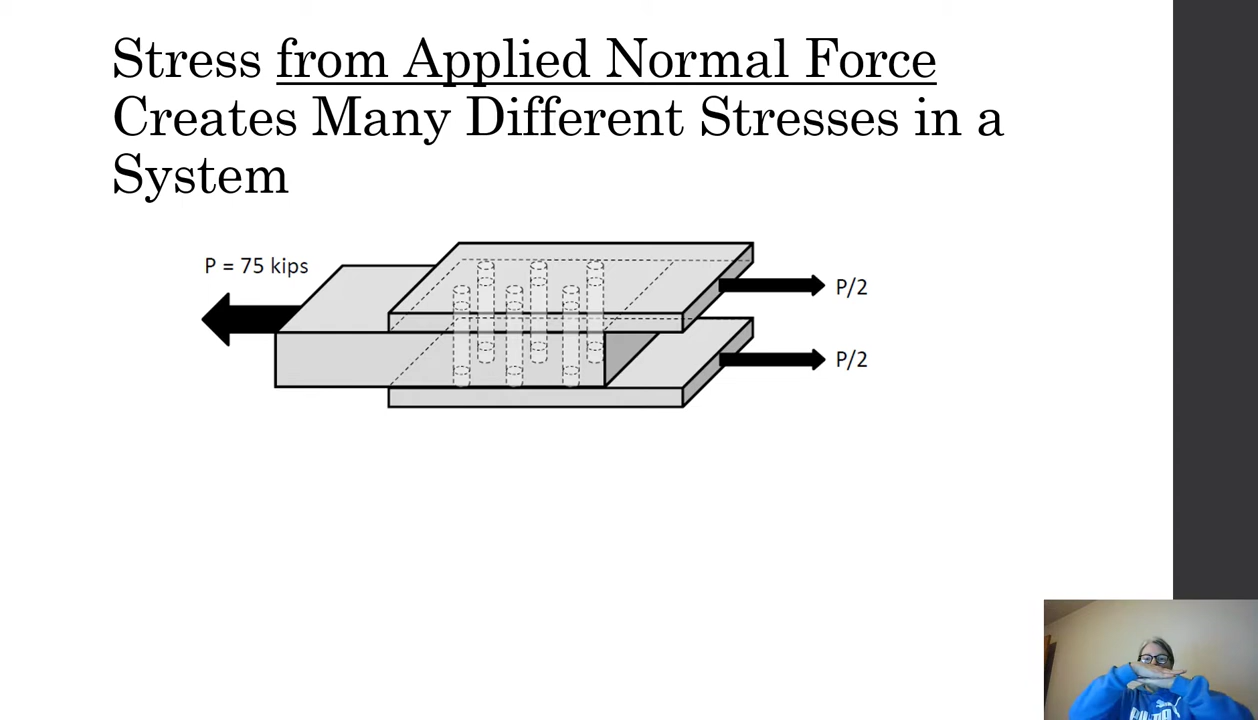 Stress from Applied Normal Force
Creates Many Different Stresses in a
System
P = 75 kips
P/2
P/2